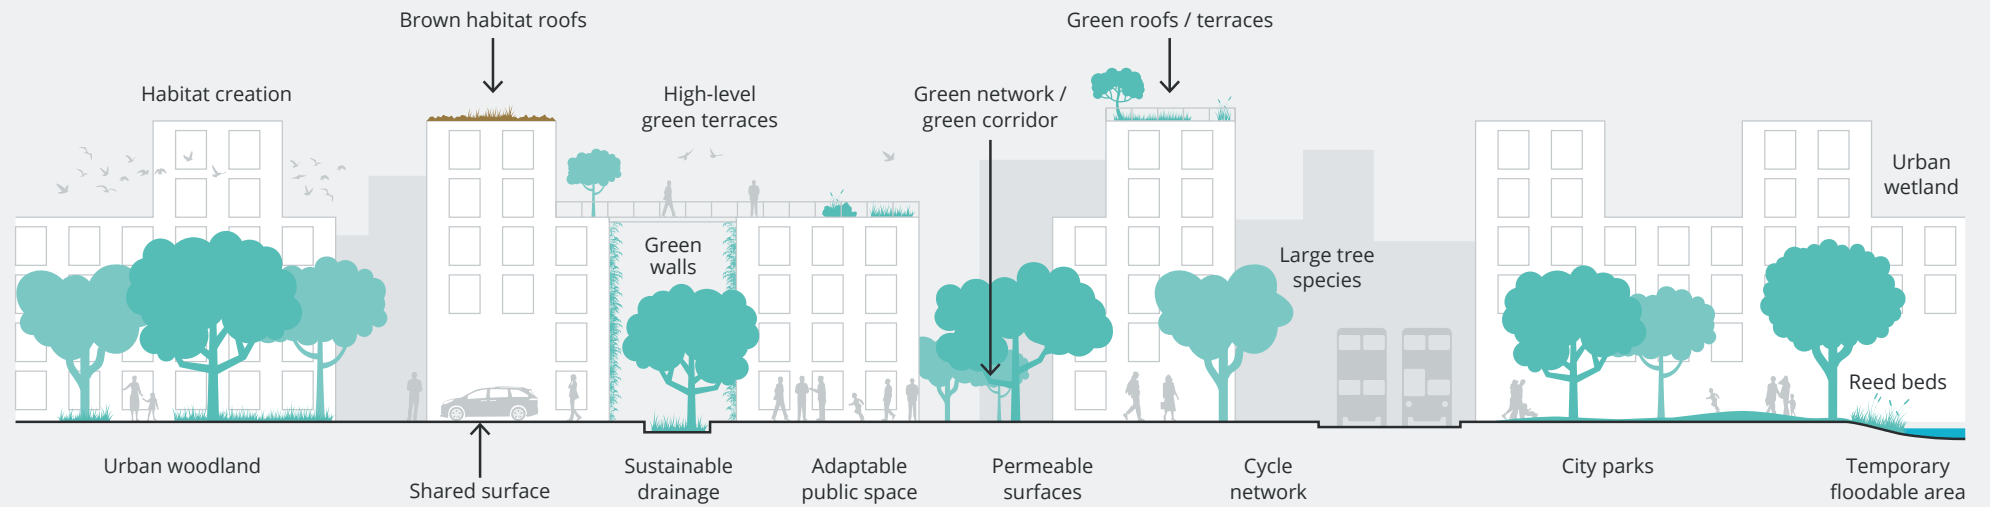 Brown habitat roofs
Green roofs / terraces
Habitat creation
High-level
green terraces
Green network /
green corridor
Urban
wetland
Green
walls
Large tree
species
Reed beds
Urban woodland
Shared surface
Sustainable
drainage
Adaptable
public space
Permeable
surfaces
Cycle
network
City parks
Temporary
floodable area